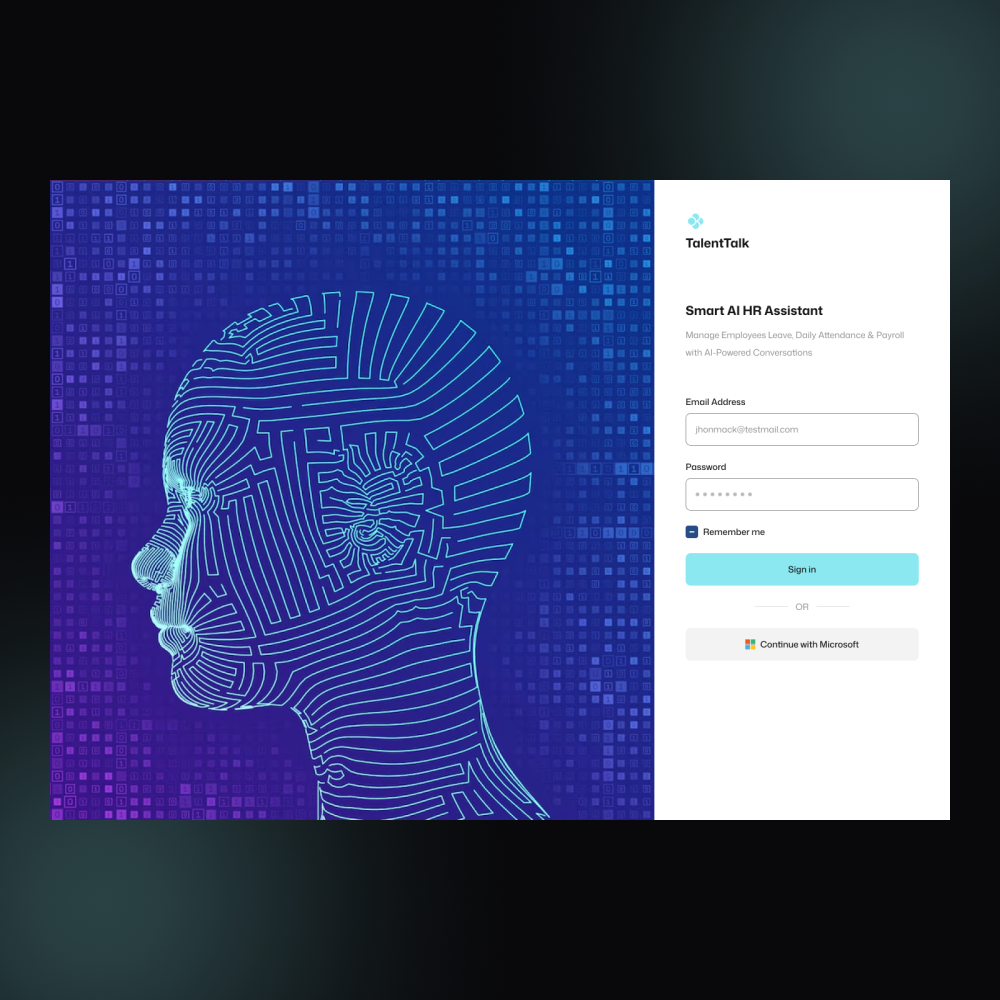 TalentTalk
Smart AI HR Assistant
Manage Employees Leave, Daily Attendance & Payroll
with AI-Powered Conversations
Email Address
jhonmack@testmail.com
Password
Remember me
Sign in
OR
Continue with Microsoft